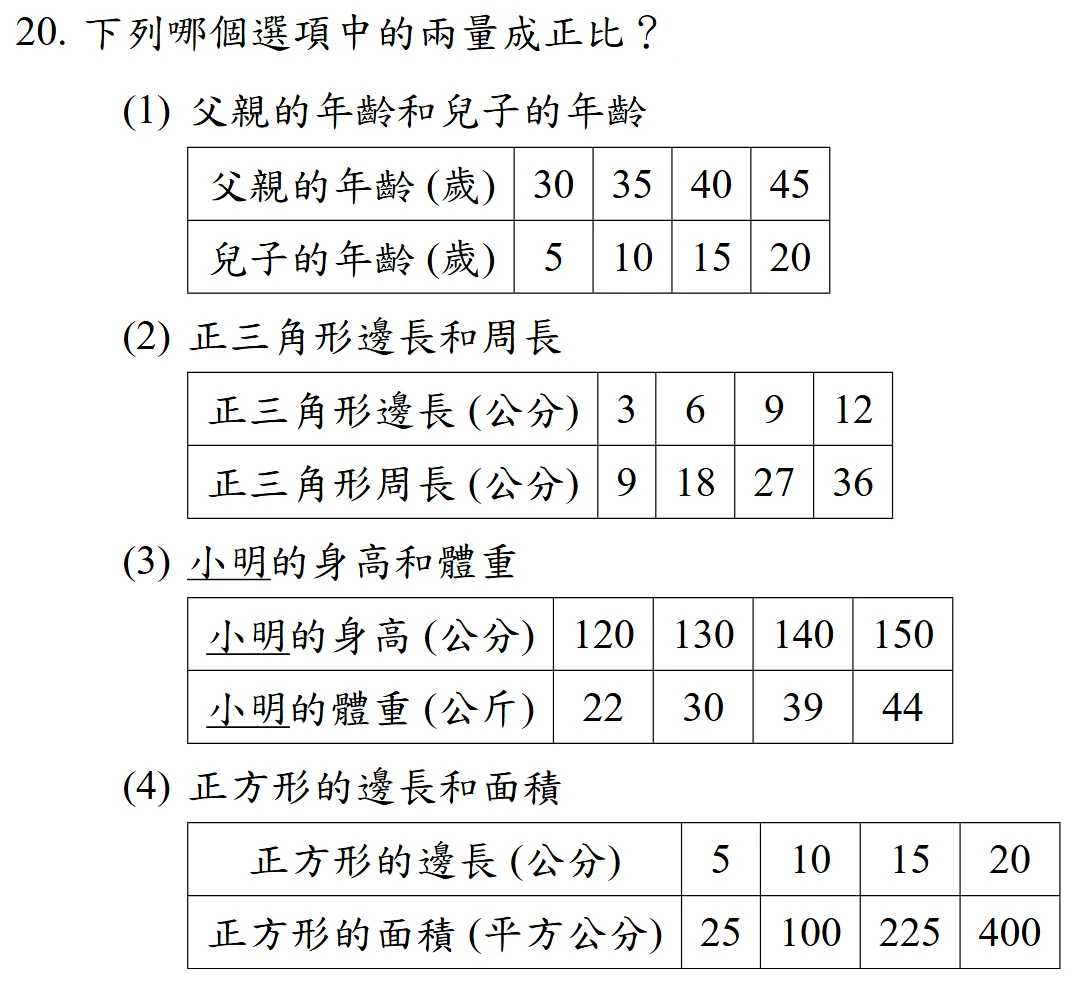 20. 下列哪個選項中的兩量成正比？
(1) 父親的年齡和兒子的年齡
父親的年齡 (歲) 30 35 40 45
兒子的年齡 (歲) 5 10 15 20
(2) 正三角形邊長和周長
正三角形邊長 (公分) 3 6 9 12
正三角形周長 (公分) 9 18 27 36
(3) 小明的身高和體重
小明的身高 (公分) 120 130 140 150
小明的體重 (公斤) 22 30 39 44
(4) 正方形的邊長和面積
正方形的邊長 (公分) 5 10 15 20
正方形的面積 (平方公分) 25 100 225 400